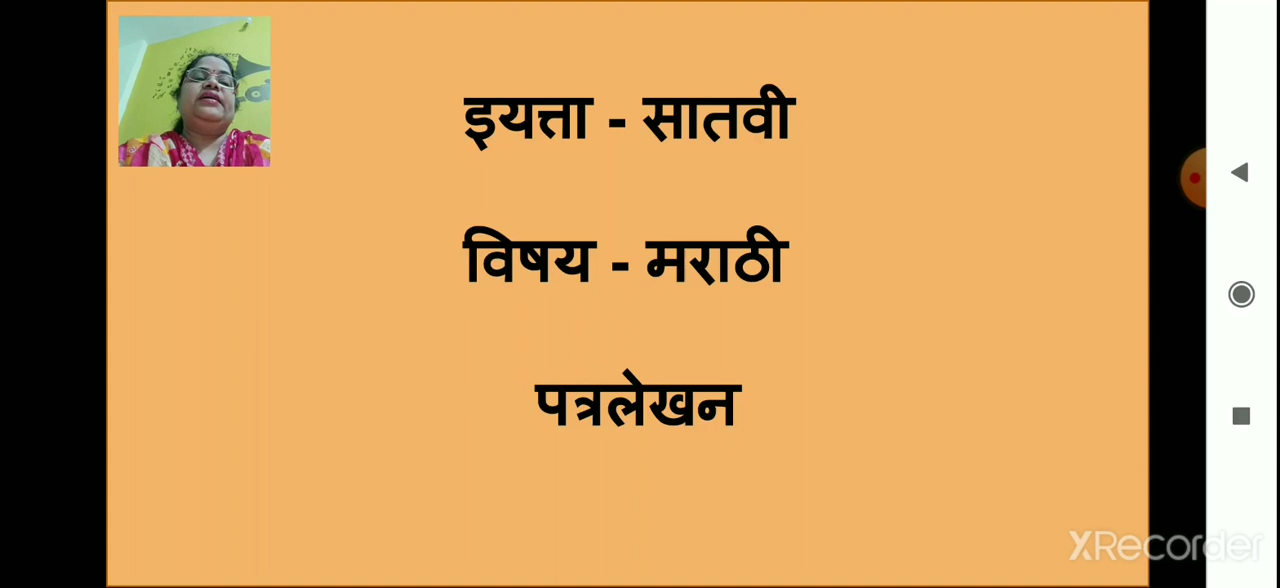 इयत्ता - सातवी
विषय - मराठी
पत्रलेखन
XRecorder